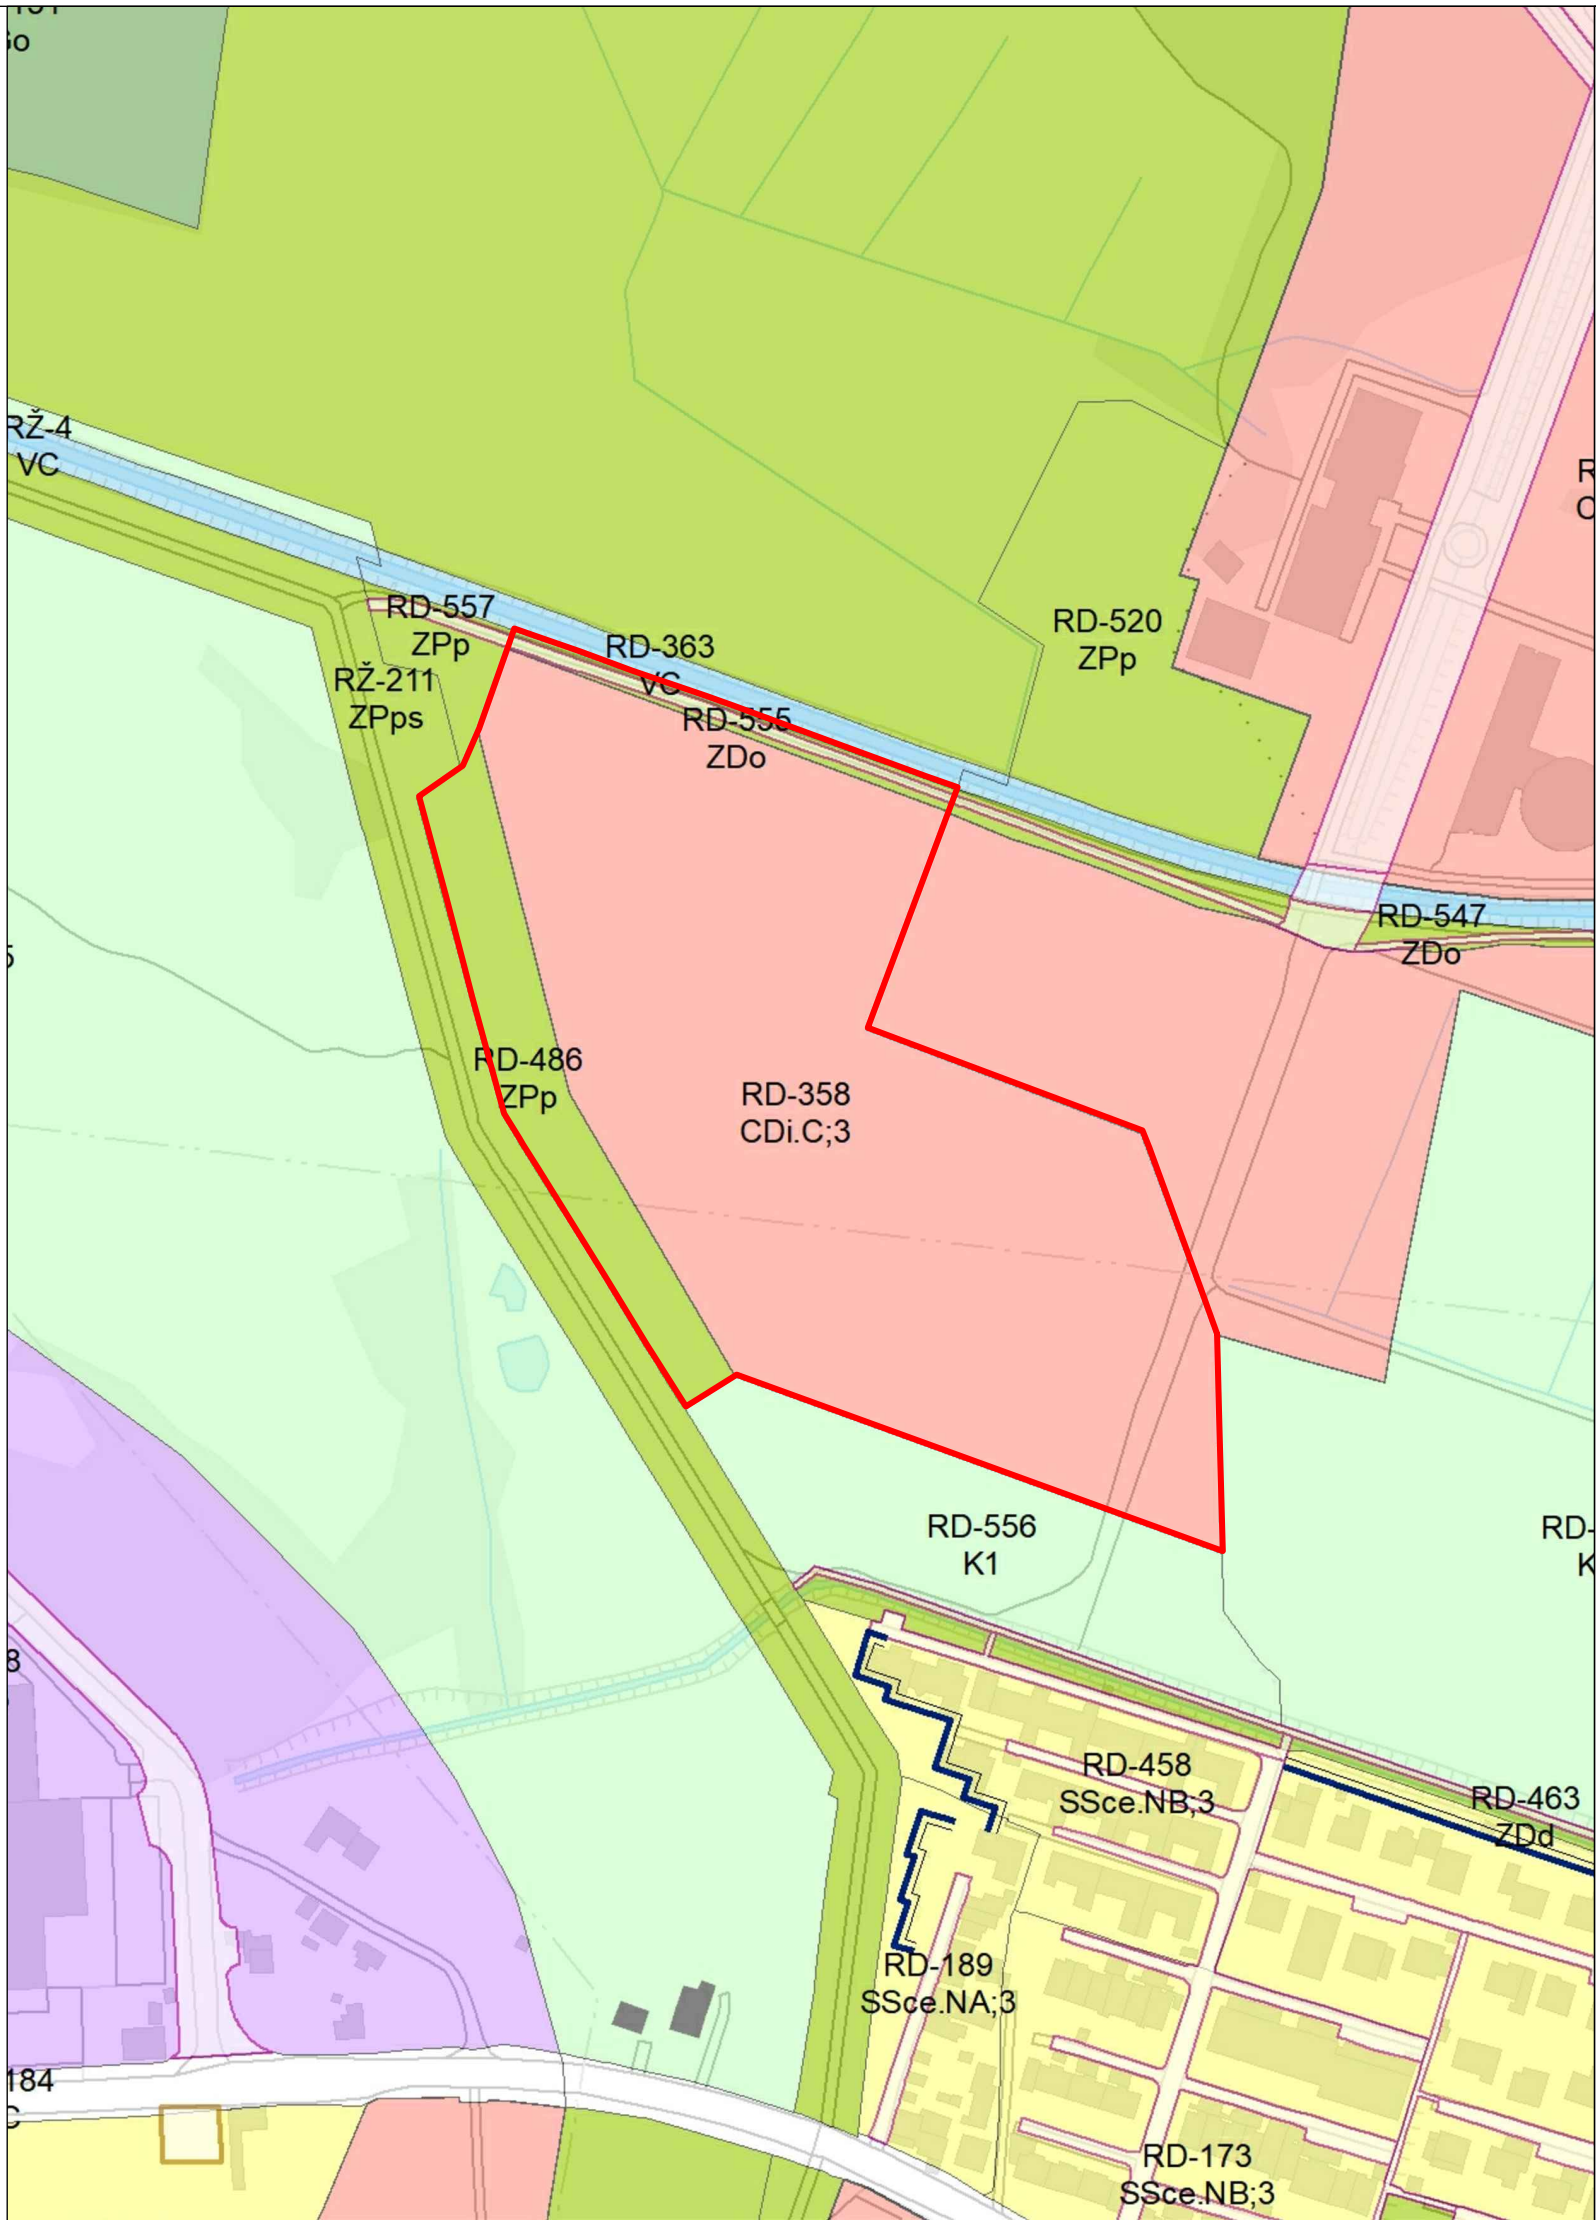 RŽ-4
VC
RD-557
ZPp
RD-363
VC
RD-520
ZPp
RŽ-211
ZPps
RD-555
ZDo
RD-547
ZDo
RD-486
ZPp
RD-358
CDi.C;3
RD-556
K1
RD-
K
RD-458
SSce.NB;3
RD-463
ZDd
RD-189
SSce.NA;3
184
RD-173
SSce.NB;3